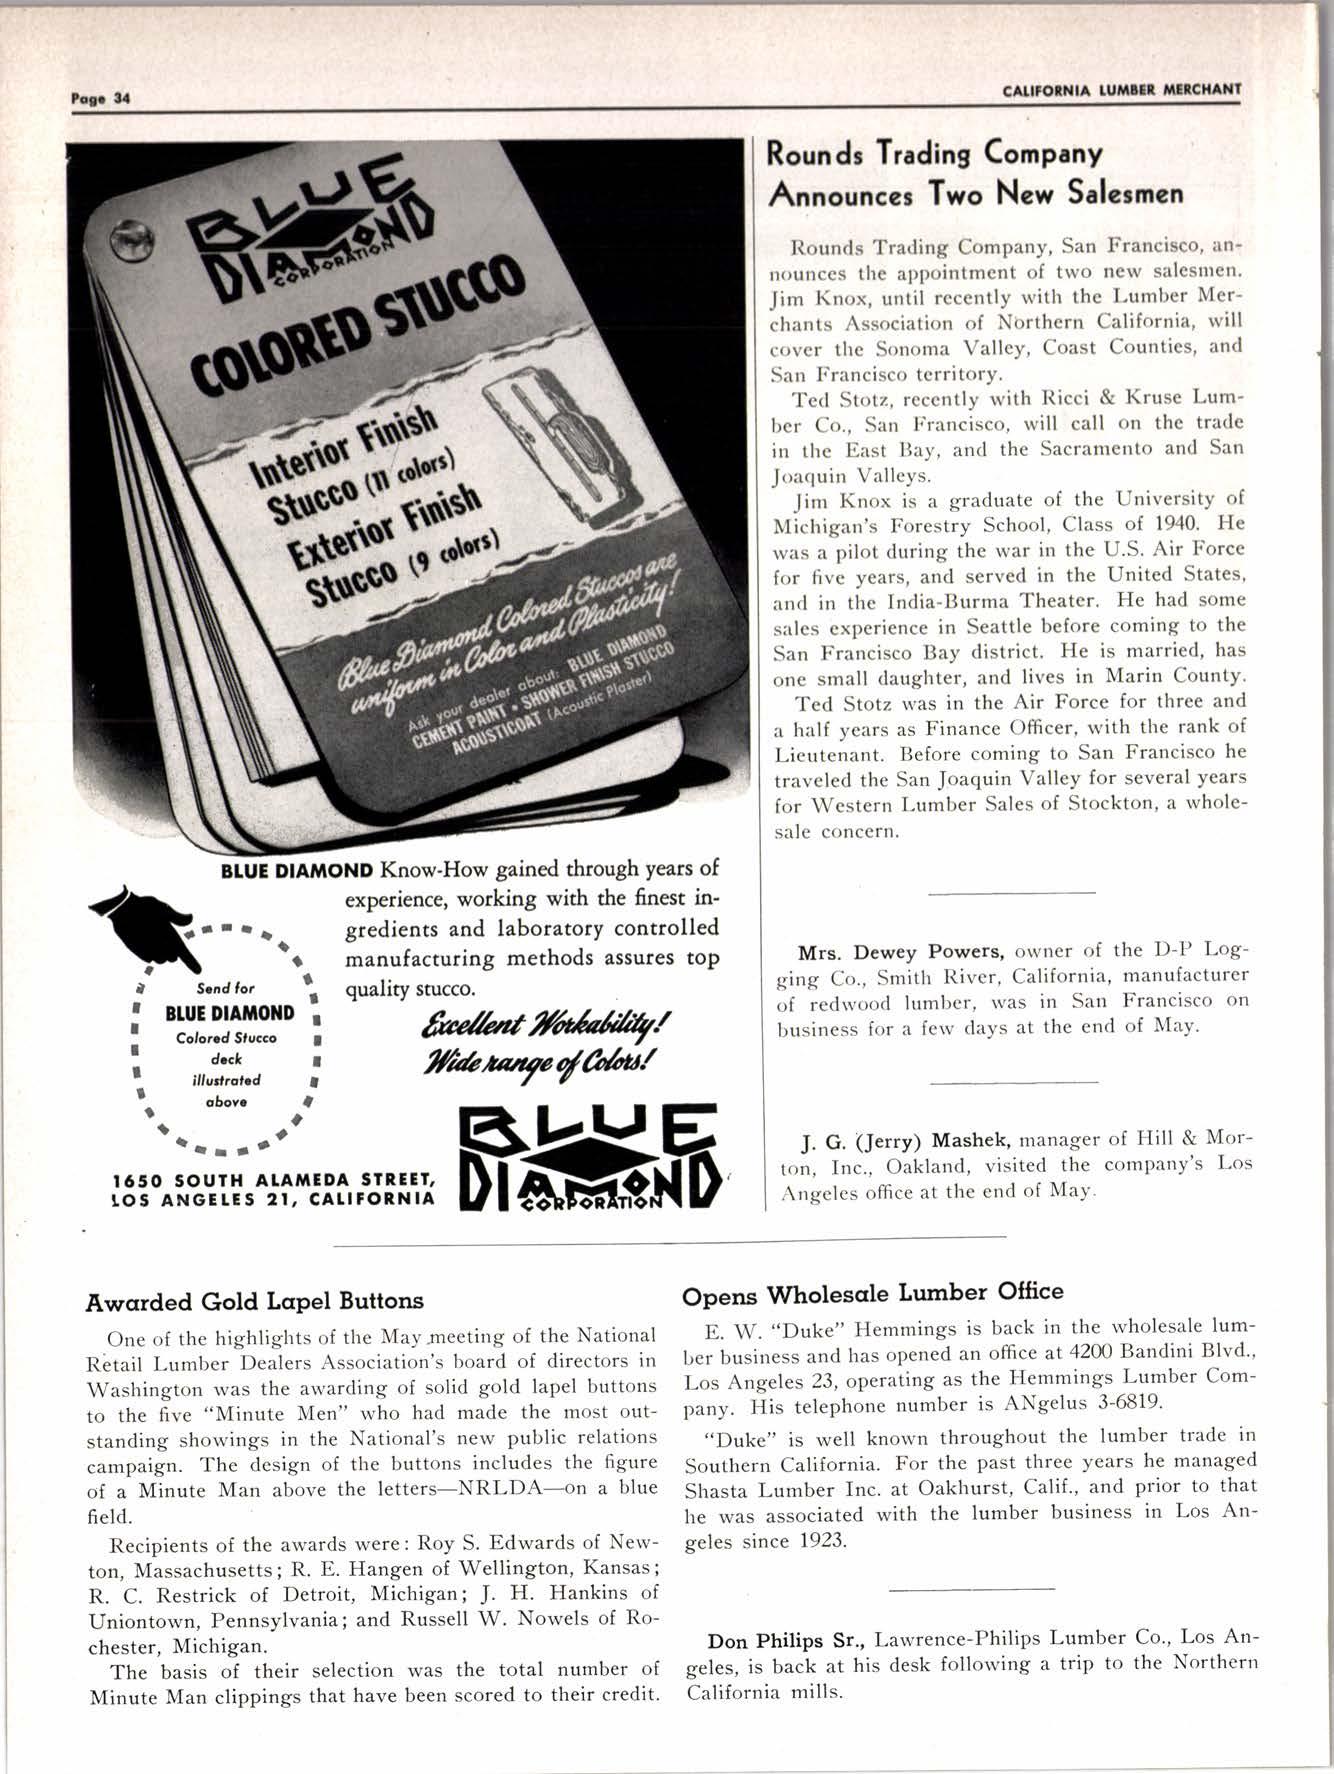 Page 34
CALIFORNIA LUMBER MERCHANT
BLUE
DIAMOND
CORPORATION
COLORED STUCCO
Interior Finish
Stucco (11 colors)
Exterior Finish
Stucco (9 colors)
Blue Diamond Colored Stuccos are
uniform in Color and Plasticity!
Ask your dealer about: BLUE DIAMOND
CEMENT PAINT • SHOWER FINISH STUCCO
ACOUSTICOAT (Acoustic Plaster)
BLUE DIAMOND Know-How gained through years of
experience, working with the finest in-
gredients and laboratory controlled
manufacturing methods assures top
quality stucco.
Excellent Workability!
Wide range of Colors!
Send for
BLUE DIAMOND
Colored Stucco
deck
illustrated
above
1650 SOUTH ALAMEDA STREET,
LOS ANGELES 21, CALIFORNIA
BLUE
DIAMOND
CORPORATION
Rounds Trading Company
Announces Two New Salesmen
Rounds Trading Company, San Francisco, an-
nounces the appointment of two new salesmen.
Jim Knox, until recently with the Lumber Mer-
chants Association of Northern California, will
cover the Sonoma Valley, Coast Counties, and
San Francisco territory.
Ted Stotz, recently with Ricci & Kruse Lum-
ber Co., San Francisco, will call on the trade
in the East Bay, and the Sacramento and San
Joaquin Valleys.
Jim Knox is a graduate of the University of
Michigan's Forestry School, Class of 1940. He
was a pilot during the war in the U.S. Air Force
for five years, and served in the United States,
and in the India-Burma Theater. He had some
sales experience in Seattle before coming to the
San Francisco Bay district. He is married, has
one small daughter, and lives in Marin County.
Ted Stotz was in the Air Force for three and
a half years as Finance Officer, with the rank of
Lieutenant. Before coming to San Francisco he
traveled the San Joaquin Valley for several years
for Western Lumber Sales of Stockton, a whole-
sale concern.
Mrs. Dewey Powers, owner of the D-P Log-
ging Co., Smith River, California, manufacturer
of redwood lumber, was in San Francisco on
business for a few days at the end of May.
J. G. (Jerry) Mashek, manager of Hill & Mor-
ton, Inc., Oakland, visited the company's Los
Angeles office at the end of May.
Awarded Gold Lapel Buttons
One of the highlights of the May meeting of the National
Retail Lumber Dealers Association's board of directors in
Washington was the awarding of solid gold lapel buttons
to the five "Minute Men" who had made the most out-
standing showings in the National's new public relations
campaign. The design of the buttons includes the figure
of a Minute Man above the letters—NRLDA—on a blue
field.
Recipients of the awards were: Roy S. Edwards of New-
ton, Massachusetts; R. E. Hangen of Wellington, Kansas;
R. C. Restrick of Detroit, Michigan; J. H. Hankins of
Uniontown, Pennsylvania; and Russell W. Nowels of Ro-
chester, Michigan.
The basis of their selection was the total number of
Minute Man clippings that have been scored to their credit.
Opens Wholesale Lumber Office
E. W. "Duke" Hemmings is back in the wholesale lum-
ber business and has opened an office at 4200 Bandini Blvd.,
Los Angeles 23, operating as the Hemmings Lumber Com-
pany. His telephone number is ANgelus 3-6819.
"Duke" is well known throughout the lumber trade in
Southern California. For the past three years he managed
Shasta Lumber Inc. at Oakhurst, Calif., and prior to that
he was associated with the lumber business in Los An-
geles since 1923.
Don Philips Sr., Lawrence-Philips Lumber Co., Los An-
geles, is back at his desk following a trip to the Northern
California mills.